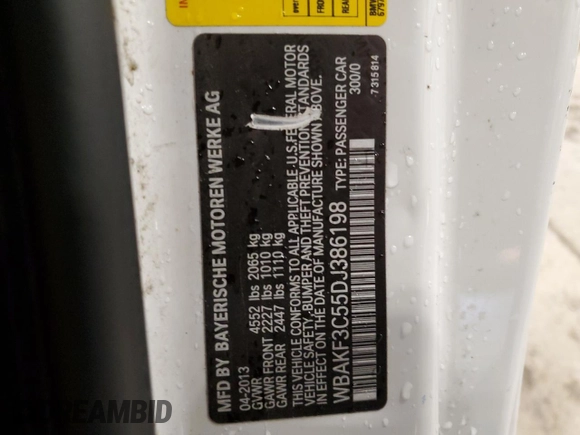 MFD BY BAYERISCHE MOTOREN WERKE AG
04-2013
GVWR 4552 lbs 2065 kg
GAWR FRONT 2227 lbs 1010 kg
GAWR REAR 2447 lbs 1110 kg
THIS VEHICLE CONFORMS TO ALL APPLICABLE U.S. FEDERAL MOTOR
VEHICLE SAFETY, BUMPER AND THEFT PREVENTION STANDARDS
IN EFFECT ON THE DATE OF MANUFACTURE SHOWN ABOVE.
WBAKF3C55DJ386198 TYPE: PASSENGER CAR
300/0
7 315 814
BMW
FRO
DREAMBID